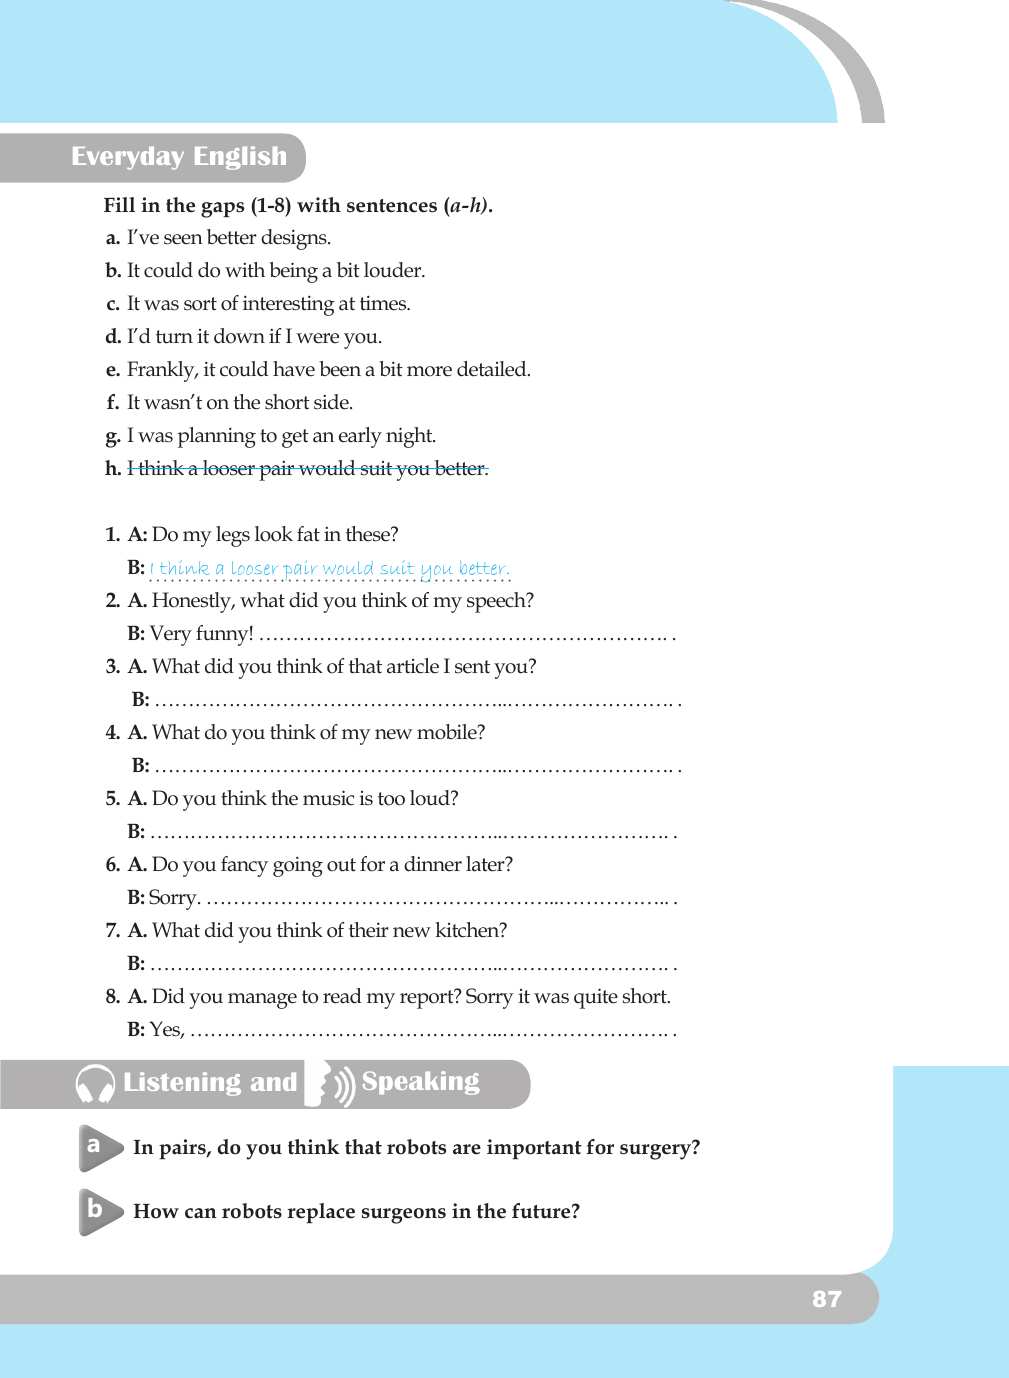 Everyday English
Fill in the gaps (1-8) with sentences (a-h).
a. I've seen better designs.
b. It could do with being a bit louder.
c. It was sort of interesting at times.
d. I'd turn it down if I were you.
e. Frankly, it could have been a bit more detailed.
f. It wasn't on the short side.
g. I was planning to get an early night.
h. I think a looser pair would suit you better.
1. A: Do my legs look fat in these?
B: I think a looser pair would suit you better.
2. A. Honestly, what did you think of my speech?
B: Very funny! ……………………………………………………. .
3. A. What did you think of that article I sent you?
B: ……………………………………………..……………………. .
4. A. What do you think of my new mobile?
B: ……………………………………………..……………………. .
5. A. Do you think the music is too loud?
B: ……………………………………………..……………………. .
6. A. Do you fancy going out for a dinner later?
B: Sorry. ……………………………………………..…………….. .
7. A. What did you think of their new kitchen?
B: ……………………………………………..……………………. .
8. A. Did you manage to read my report? Sorry it was quite short.
B: Yes, ………………………………………..……………………. .
Listening and Speaking
a In pairs, do you think that robots are important for surgery?
b How can robots replace surgeons in the future?
87